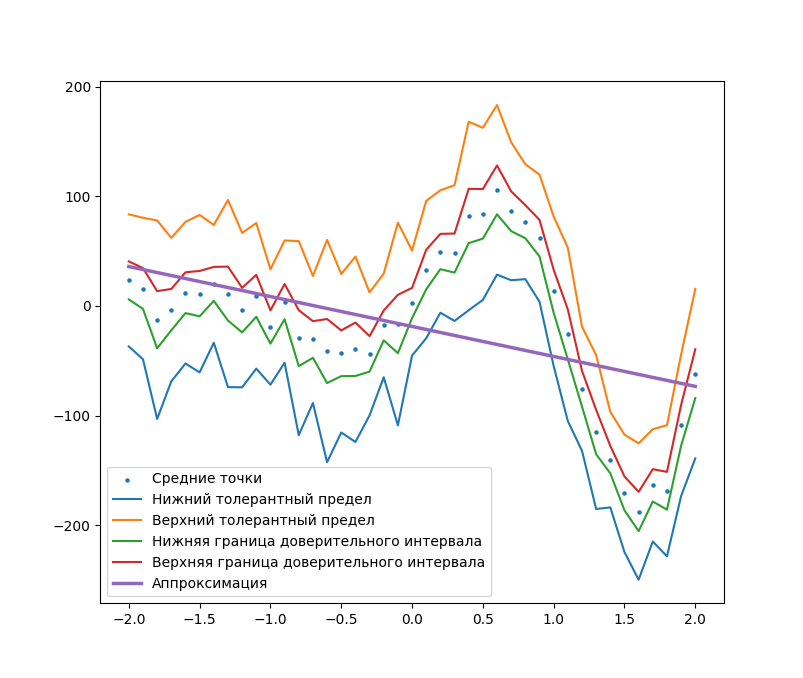 200
100
0
−100
−200
Средние точки
Нижний толерантный предел
Верхний толерантный предел
Нижняя граница доверительного интервала
Верхняя граница доверительного интервала
Аппроксимация
−2.0 −1.5 −1.0 −0.5 0.0 0.5 1.0 1.5 2.0